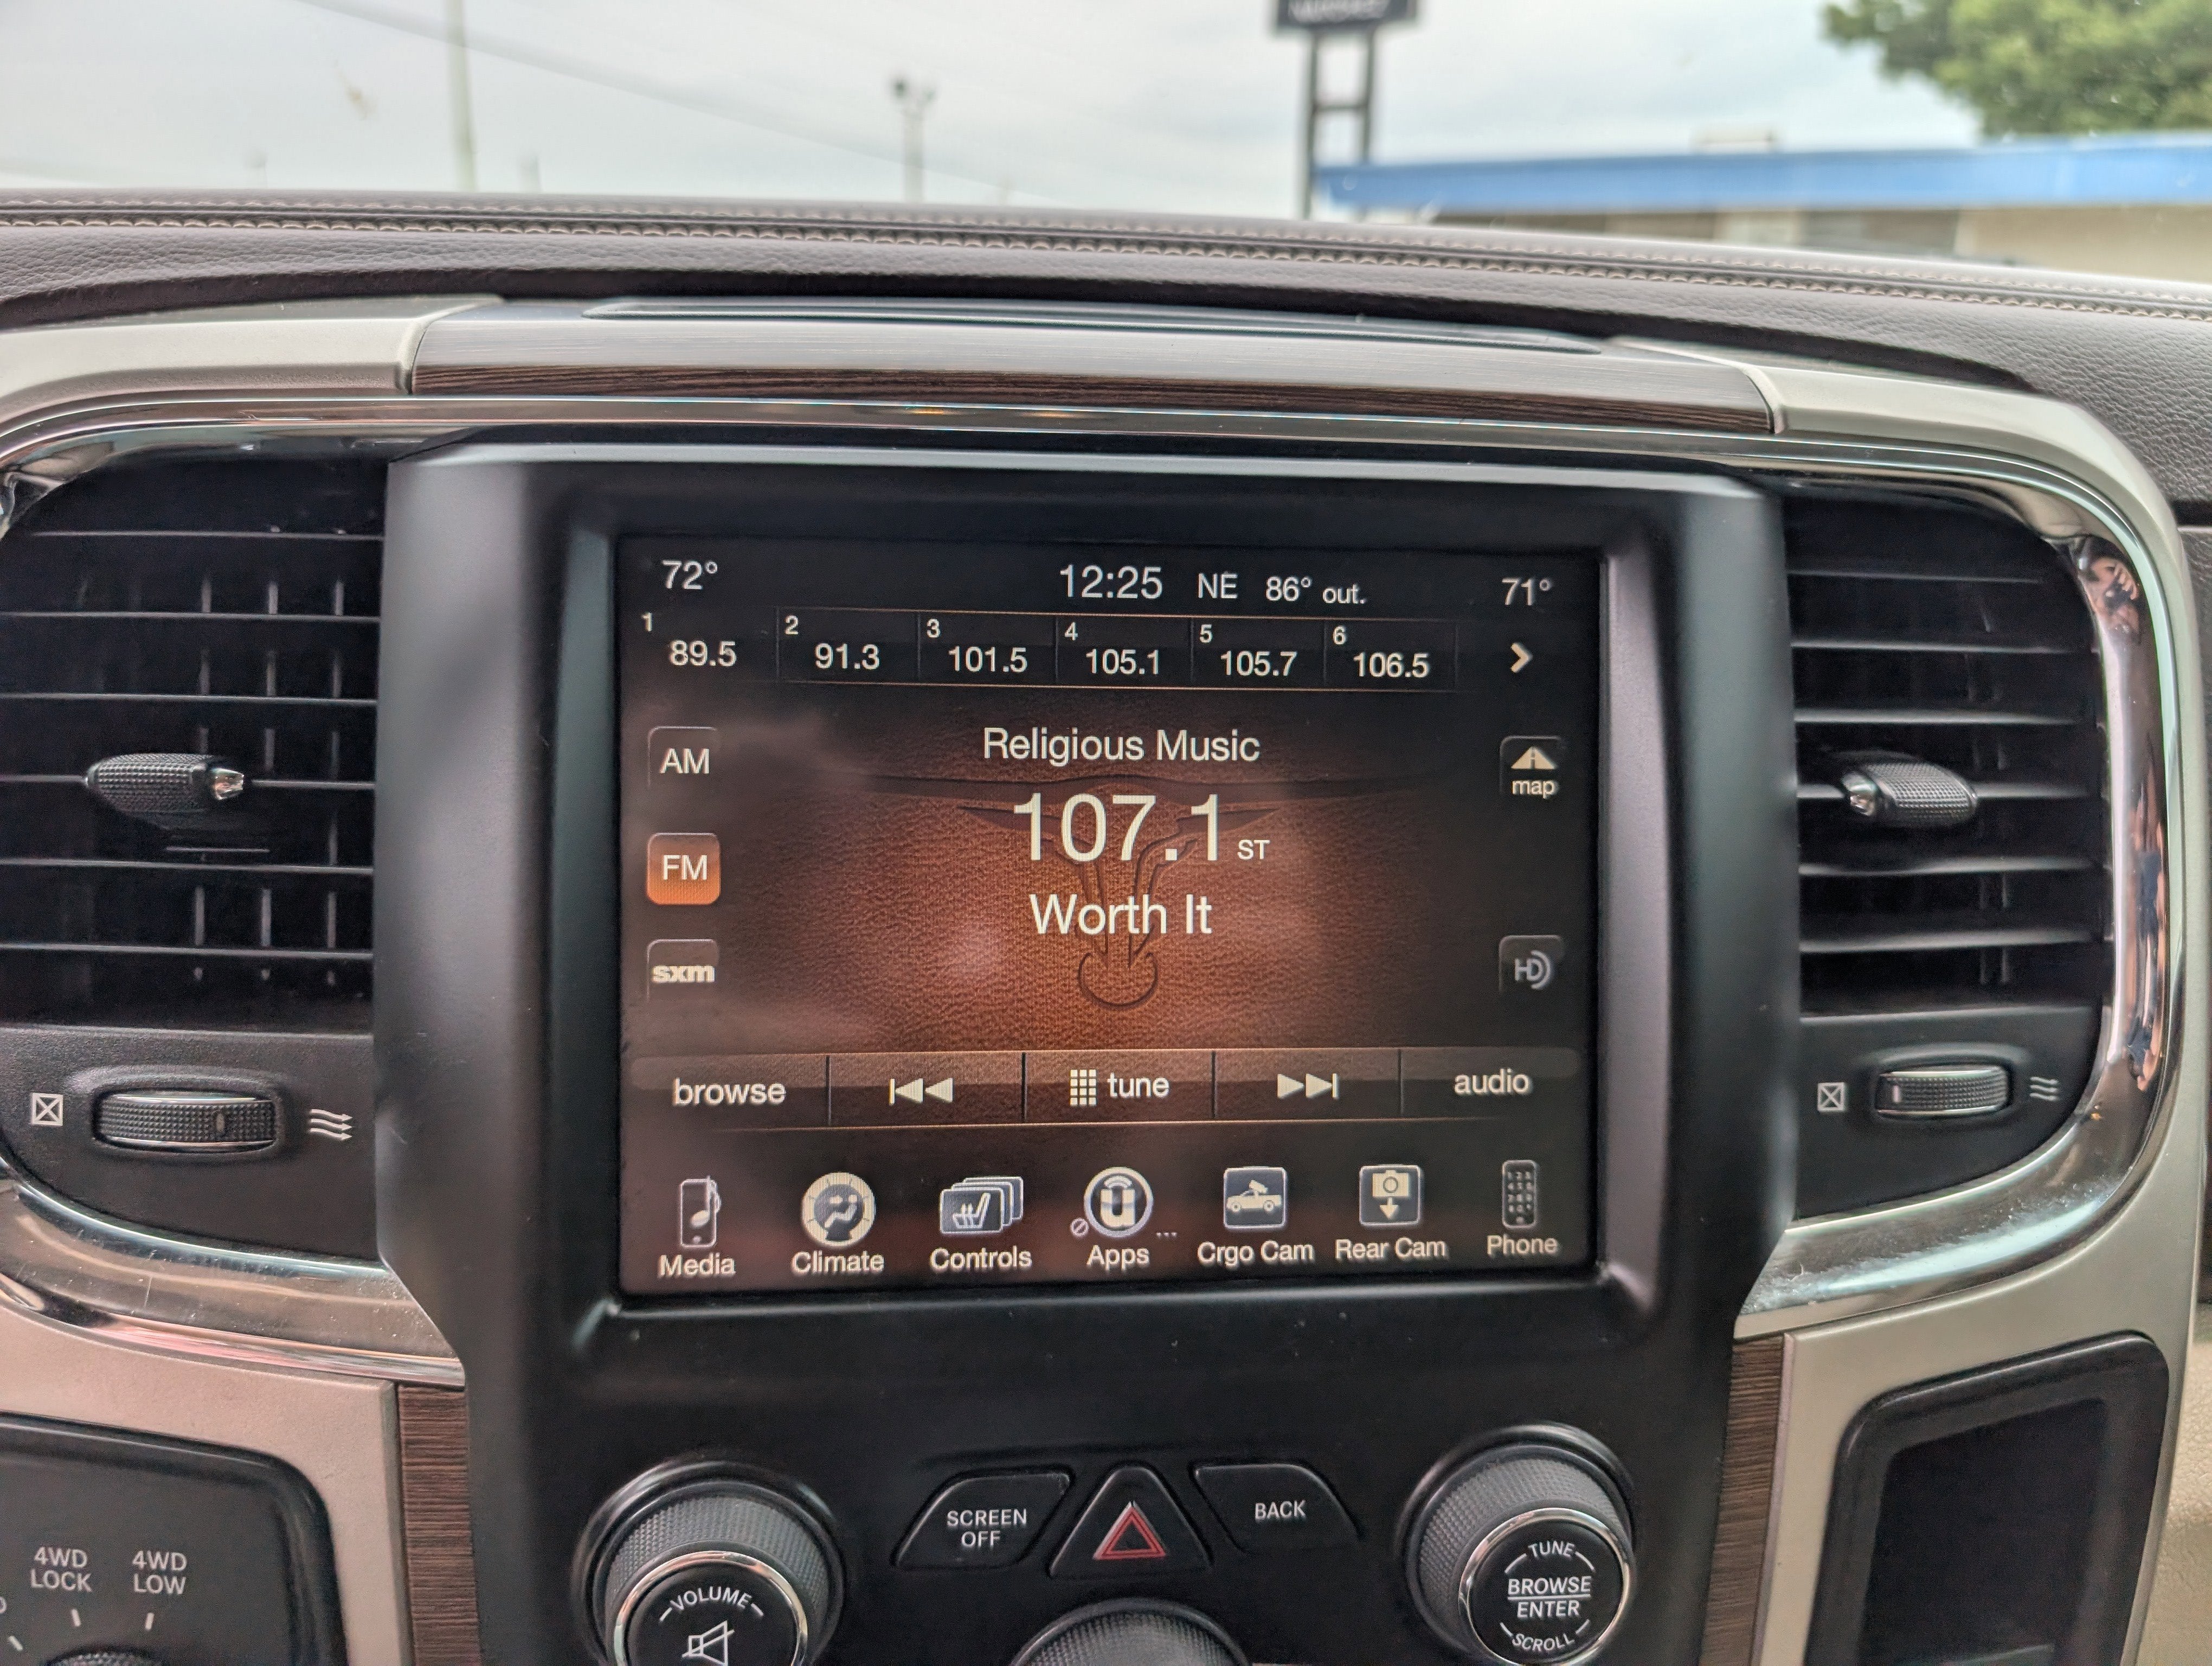 72° 12:25 NE 86° out. 71°
1 89.5 2 91.3 3 101.5 4 105.1 5 105.7 6 106.5
Religious Music
AM
map
107.1 ST
FM
Worth It
sxm
HD
browse tune audio
Media Climate Controls Apps ... Crgo Cam Rear Cam Phone
SCREEN OFF
BACK
4WD LOCK
4WD LOW
VOLUME
TUNE
BROWSE
ENTER
SCROLL